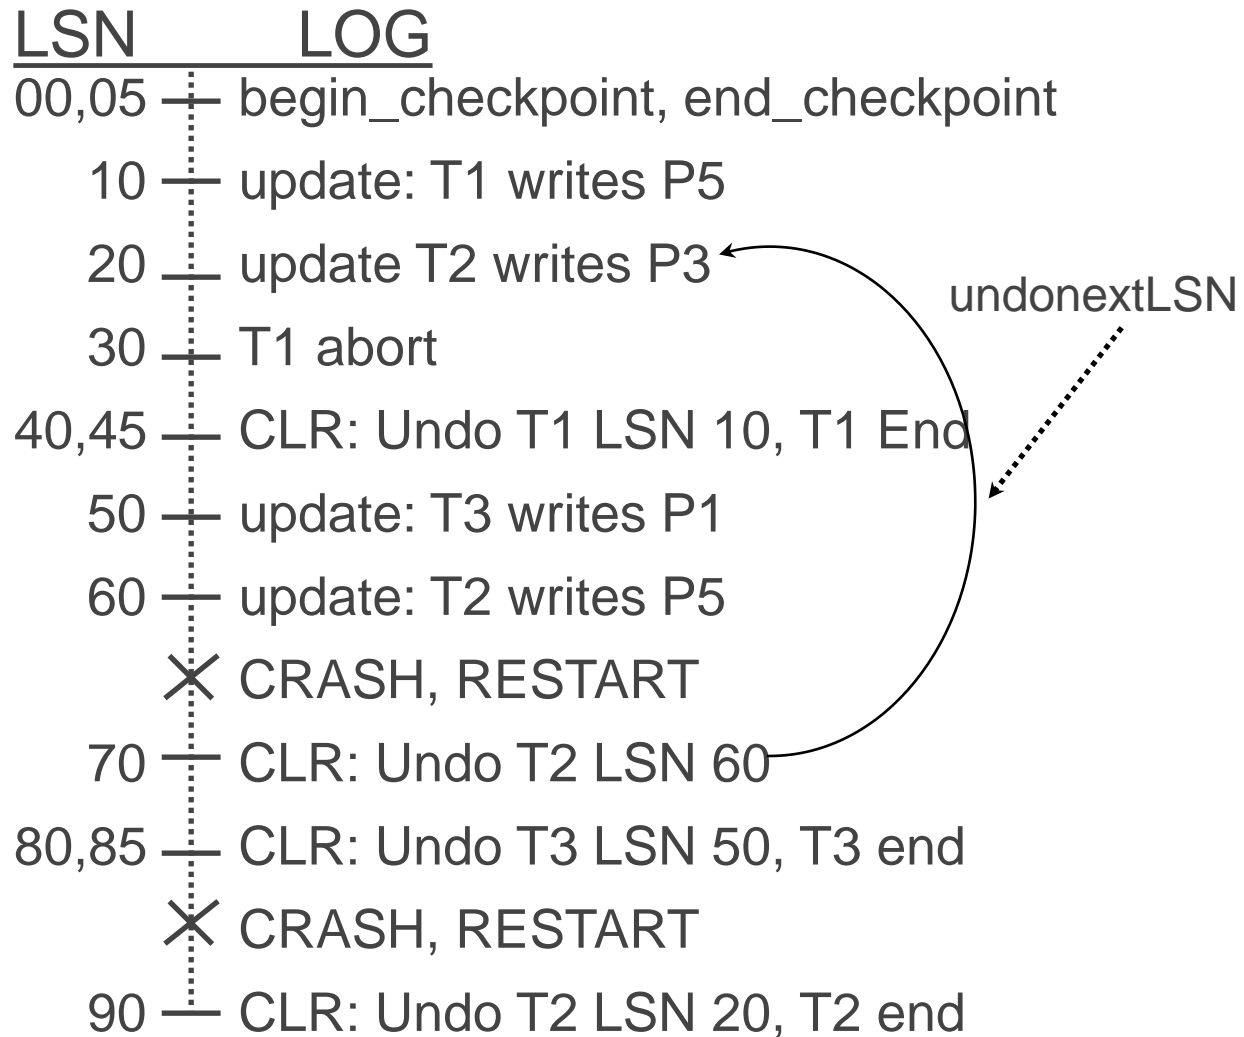 LSN LOG
00,05 begin_checkpoint, end_checkpoint
10 update: T1 writes P5
20 update T2 writes P3
undonextLSN
30 T1 abort
40,45 CLR: Undo T1 LSN 10, T1 End
50 update: T3 writes P1
60 update: T2 writes P5
CRASH, RESTART
70 CLR: Undo T2 LSN 60
80,85 CLR: Undo T3 LSN 50, T3 end
CRASH, RESTART
90 CLR: Undo T2 LSN 20, T2 end